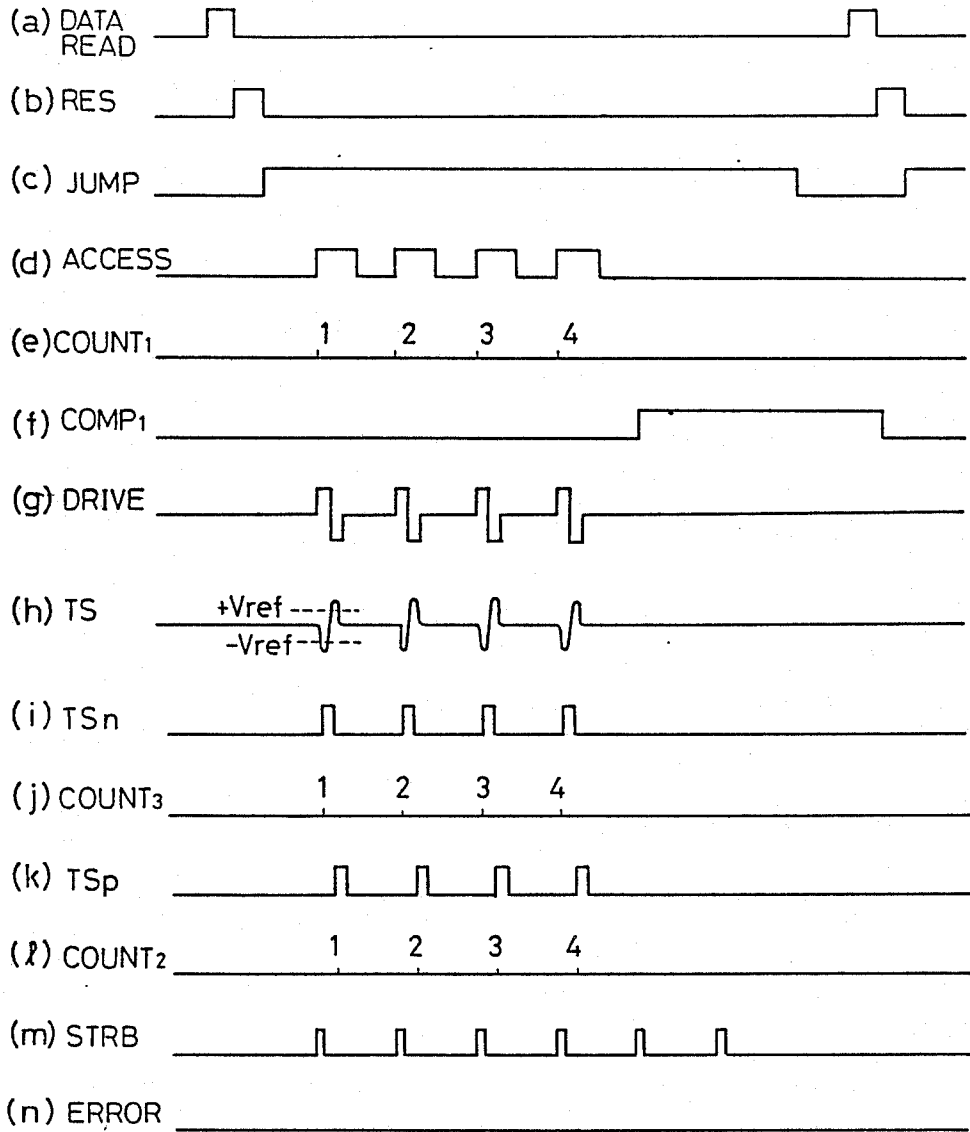 (a) DATA
READ
(b) RES
(c) JUMP
(d) ACCESS
1 2 3 4
(e) COUNT1
(f) COMP1
(g) DRIVE
(h) TS
+Vref
-Vref
(i) TSn
1 2 3 4
(j) COUNT3
(k) TSp
1 2 3 4
(ℓ) COUNT2
(m) STRB
(n) ERROR